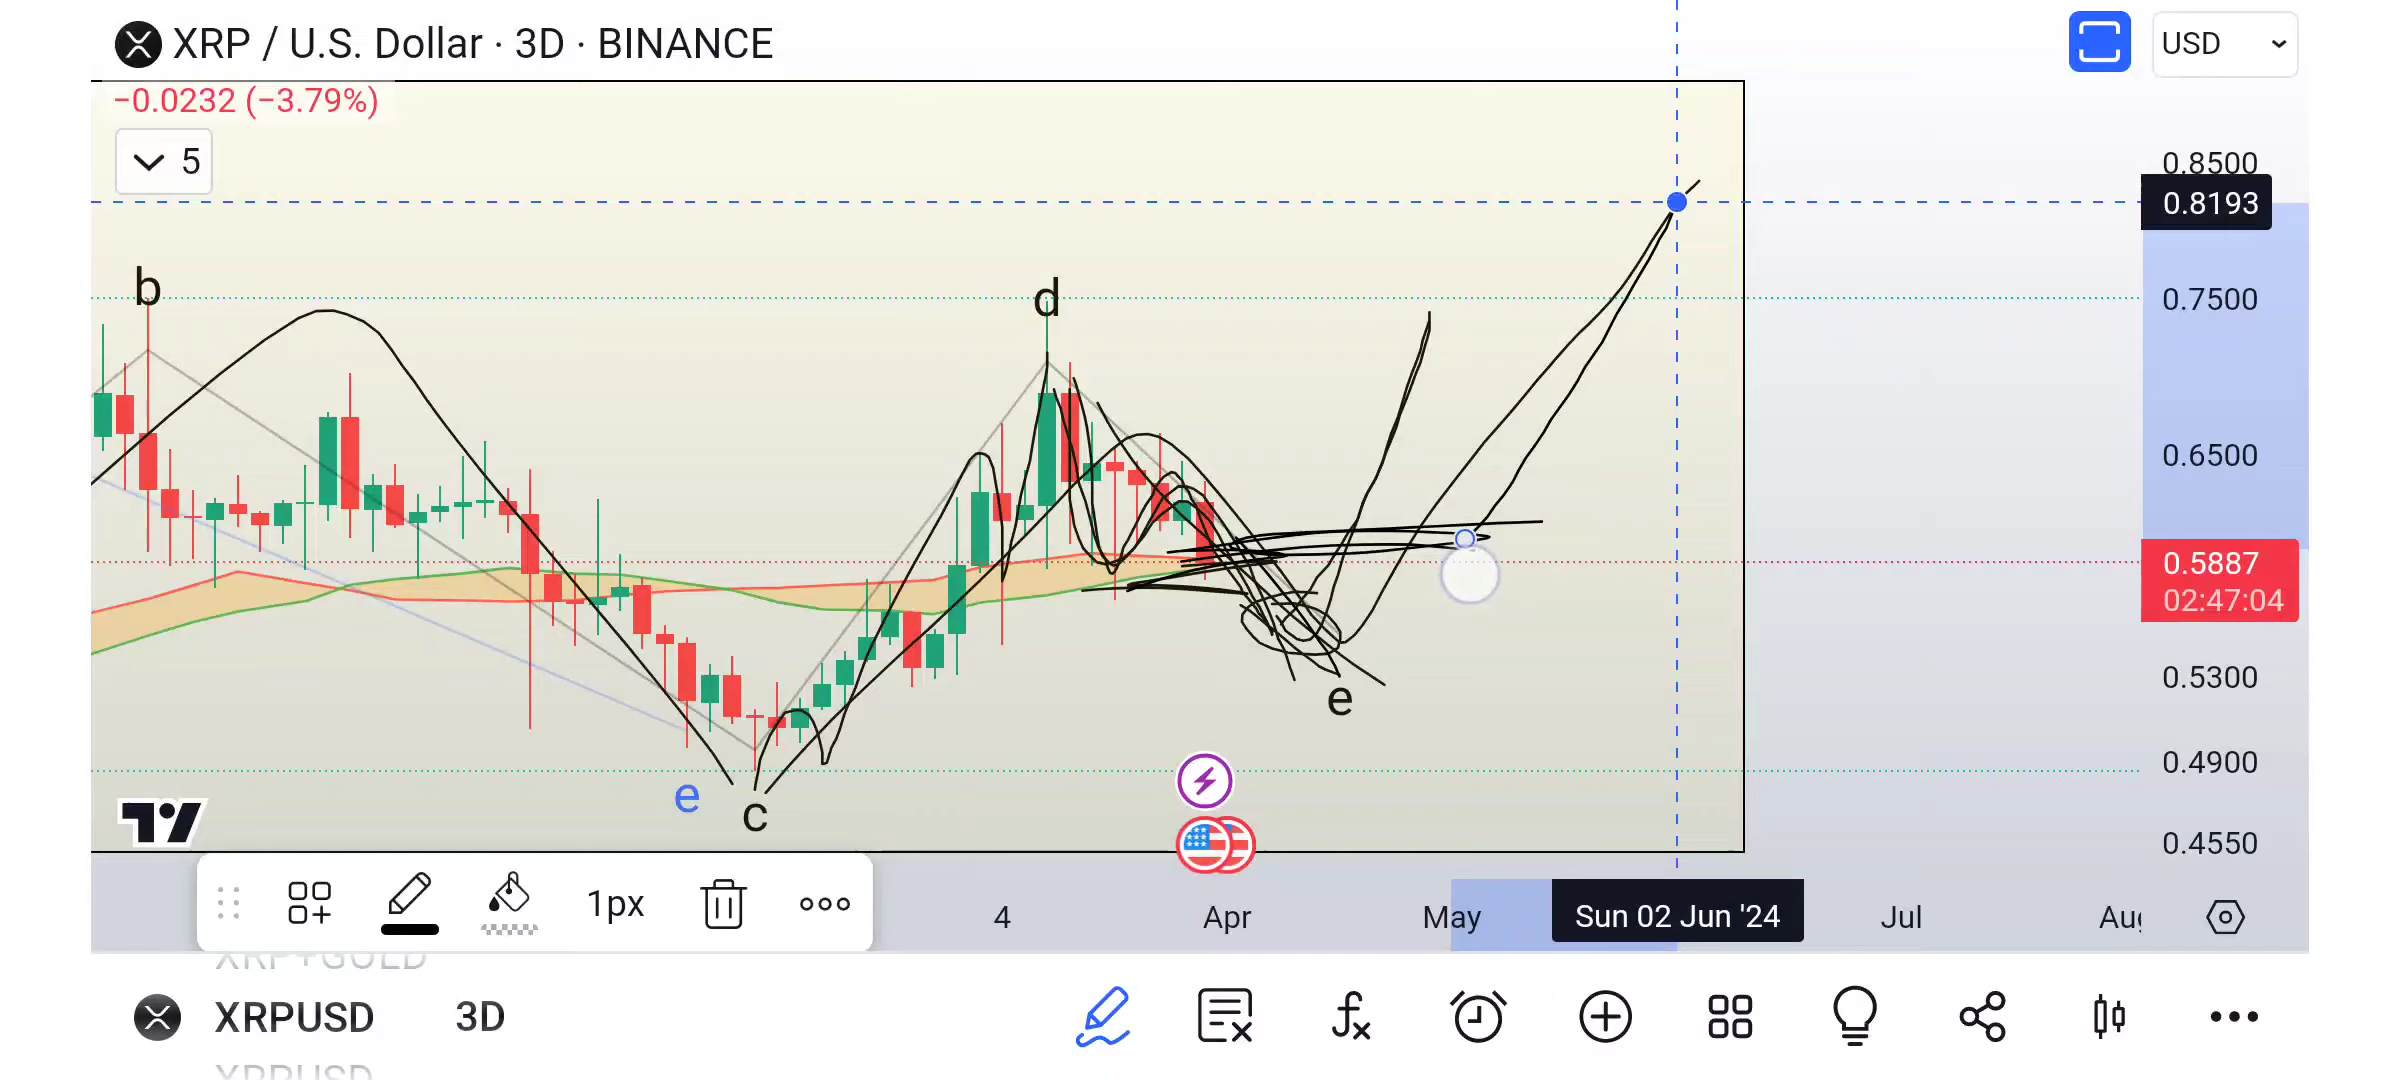 XRP / U.S. Dollar · 3D · BINANCE
USD
−0.0232 (−3.79%)
5
0.8500
0.8193
b
d
0.7500
0.6500
0.5887
02:47:04
0.5300
e
0.4900
e
c
0.4550
1px
4
Apr
May
Sun 02 Jun '24
Jul
XRPUSD
3D